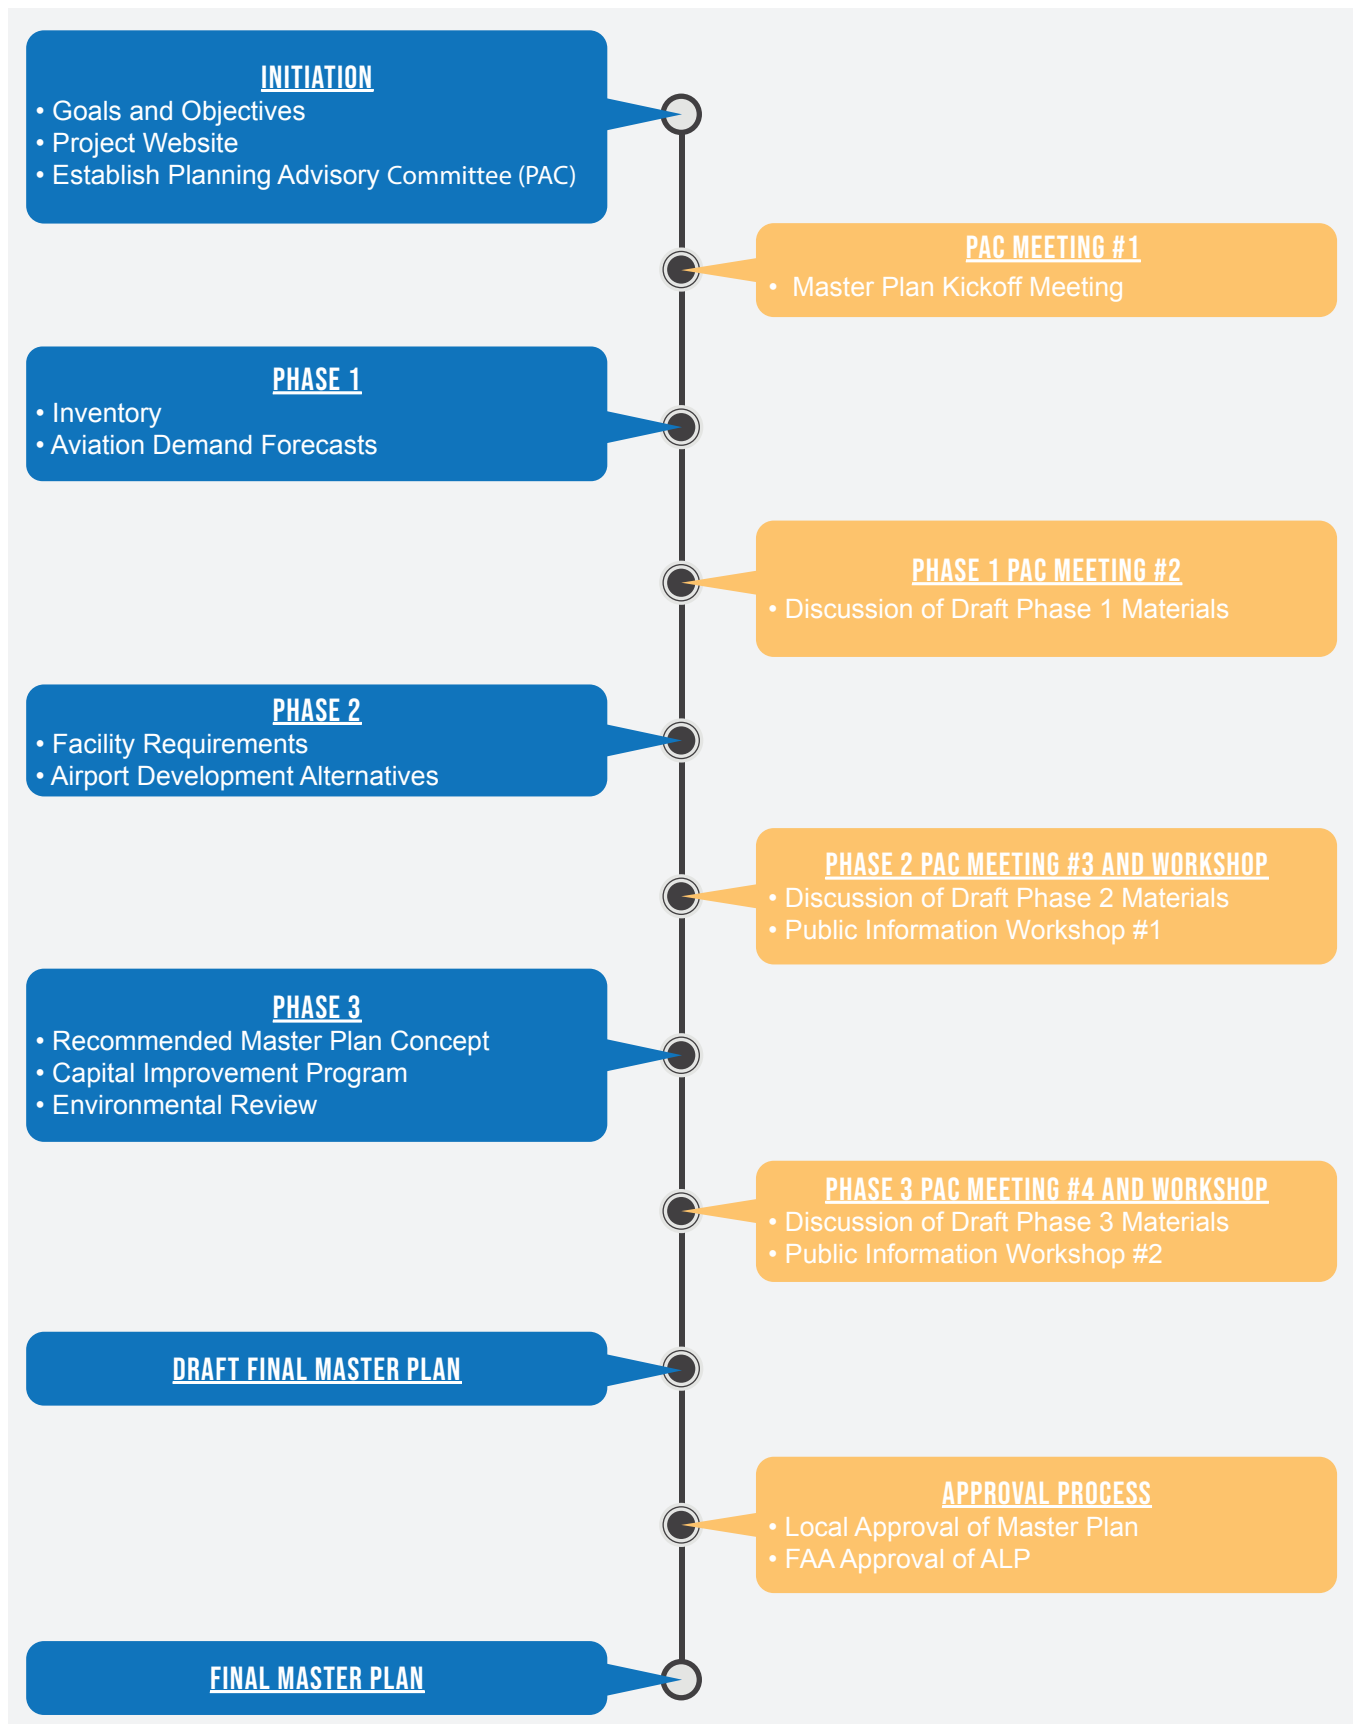 INITIATION
• Goals and Objectives
• Project Website
• Establish Planning Advisory Committee (PAC)
PAC MEETING #1
• Master Plan Kickoff Meeting
PHASE 1
• Inventory
• Aviation Demand Forecasts
PHASE 1 PAC MEETING #2
• Discussion of Draft Phase 1 Materials
PHASE 2
• Facility Requirements
• Airport Development Alternatives
PHASE 2 PAC MEETING #3 AND WORKSHOP
• Discussion of Draft Phase 2 Materials
• Public Information Workshop #1
PHASE 3
• Recommended Master Plan Concept
• Capital Improvement Program
• Environmental Review
PHASE 3 PAC MEETING #4 AND WORKSHOP
• Discussion of Draft Phase 3 Materials
• Public Information Workshop #2
DRAFT FINAL MASTER PLAN
APPROVAL PROCESS
• Local Approval of Master Plan
• FAA Approval of ALP
FINAL MASTER PLAN